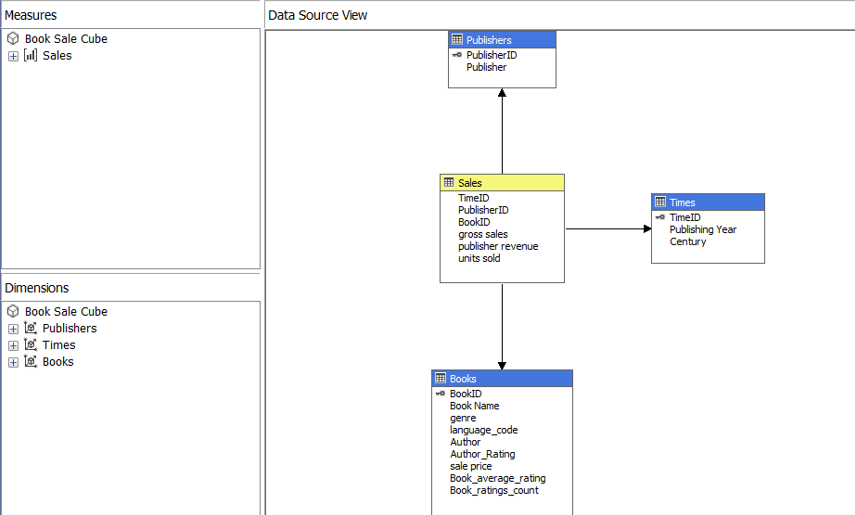 Measures
Book Sale Cube
Sales
Dimensions
Book Sale Cube
Publishers
Times
Books
Data Source View
Publishers
PublisherID
Publisher
Sales
TimeID
PublisherID
BookID
gross sales
publisher revenue
units sold
Times
TimeID
Publishing Year
Century
Books
BookID
Book Name
genre
language_code
Author
Author_Rating
sale price
Book_average_rating
Book_ratings_count